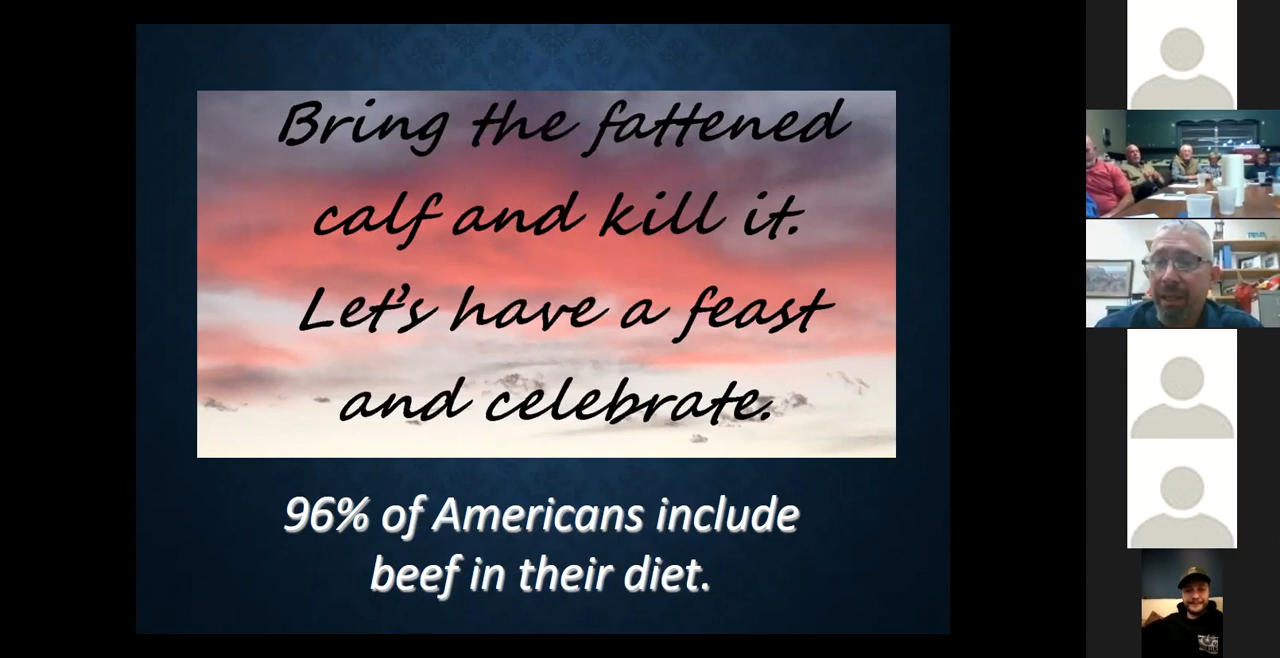 Bring the fattened
calf and kill it.
Let's have a feast
and celebrate.
96% of Americans include
beef in their diet.